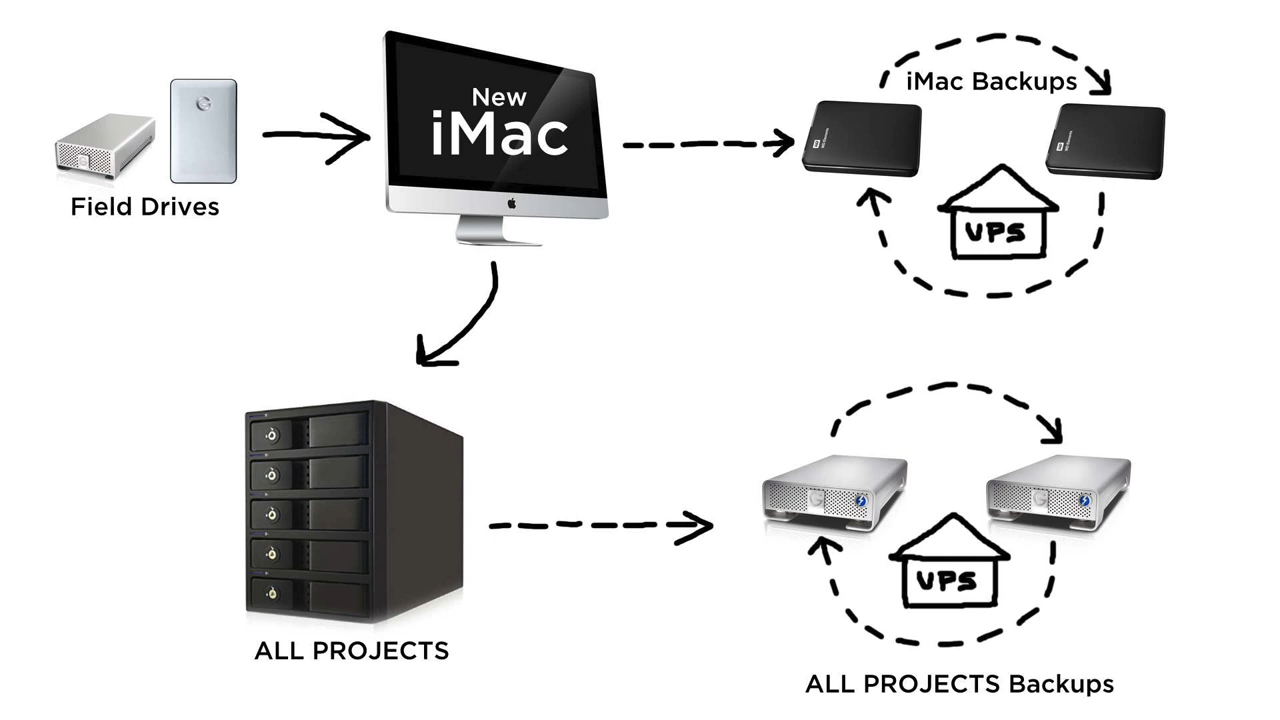 New
iMac
iMac Backups
Field Drives
VPS
ALL PROJECTS
VPS
ALL PROJECTS Backups